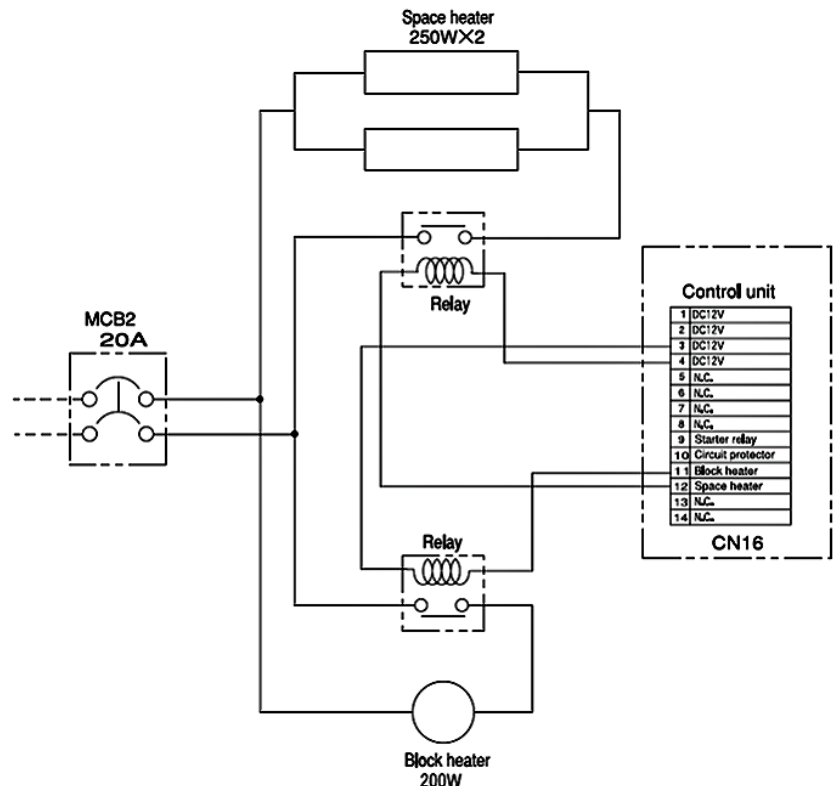 Space heater
250W×2
Relay
MCB2
20A
Control unit
1 DC12V
2 DC12V
3 DC12V
4 DC12V
5 N.C.
6 N.C.
7 N.C.
8 N.C.
9 Starter relay
10 Circuit protector
11 Block heater
12 Space heater
13 N.C.
14 N.C.
CN16
Relay
Block heater
200W